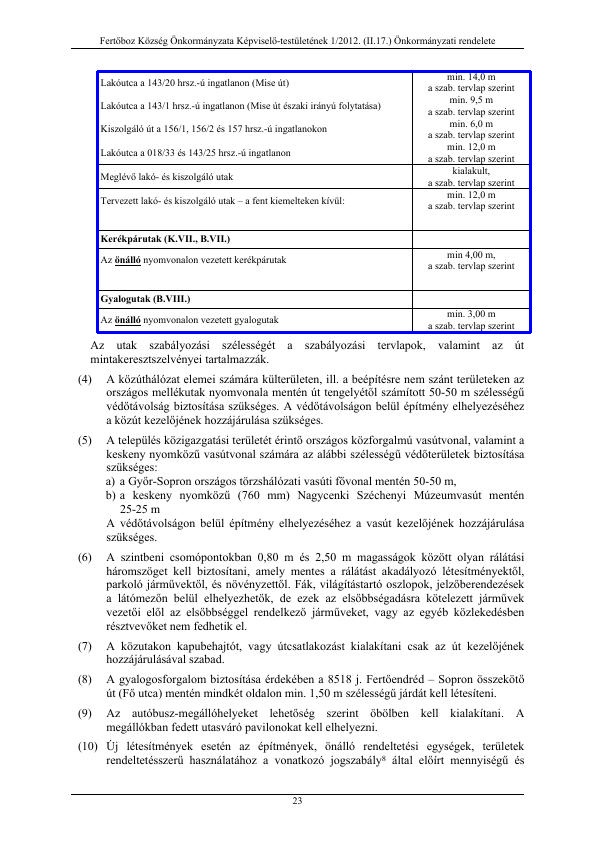 Fertőboz Község Önkormányzata Képviselő-testületének 1/2012. (II.17.) Önkormányzati rendelete
Lakóutca a 143/20 hrsz.-ú ingatlanon (Mise út)
min. 14,0 m
a szab. tervlap szerint
Lakóutca a 143/1 hrsz.-ú ingatlanon (Mise út északi irányú folytatása)
min. 9,5 m
a szab. tervlap szerint
Kiszolgáló út a 156/1, 156/2 és 157 hrsz.-ú ingatlanokon
min. 6,0 m
a szab. tervlap szerint
Lakóutca a 018/33 és 143/25 hrsz.-ú ingatlanon
min. 12,0 m
a szab. tervlap szerint
Meglévő lakó- és kiszolgáló utak
kialakult,
a szab. tervlap szerint
Tervezett lakó- és kiszolgáló utak – a fent kiemelteken kívül:
min. 12,0 m
a szab. tervlap szerint
Kerékpárutak (K.VII., B.VII.)
Az önálló nyomvonalon vezetett kerékpárutak
min 4,00 m,
a szab. tervlap szerint
Gyalogutak (B.VIII.)
Az önálló nyomvonalon vezetett gyalogutak
min. 3,00 m
a szab. tervlap szerint
Az utak szabályozási szélességét a szabályozási tervlapok, valamint az út
mintakeresztszelvényei tartalmazzák.
(4) A közúthálózat elemei számára külterületen, ill. a beépítésre nem szánt területeken az
országos mellékutak nyomvonala mentén út tengelyétől számított 50-50 m szélességű
védőtávolság biztosítása szükséges. A védőtávolságon belül építmény elhelyezéséhez
a közút kezelőjének hozzájárulása szükséges.
(5) A település közigazgatási területét érintő országos közforgalmú vasútvonal, valamint a
keskeny nyomközű vasútvonal számára az alábbi szélességű védőterületek biztosítása
szükséges:
a) a Győr-Sopron országos törzshálózati vasúti fővonal mentén 50-50 m,
b) a keskeny nyomközű (760 mm) Nagycenki Széchenyi Múzeumvasút mentén
25-25 m
A védőtávolságon belül építmény elhelyezéséhez a vasút kezelőjének hozzájárulása
szükséges.
(6) A szintbeni csomópontokban 0,80 m és 2,50 m magasságok között olyan rálátási
háromszöget kell biztosítani, amely mentes a rálátást akadályozó létesítményektől,
parkoló járművektől, és növényzettől. Fák, világítástartó oszlopok, jelzőberendezések
a látómezőn belül elhelyezhetők, de ezek az elsőbbségadásra kötelezett járművek
vezetői elől az elsőbbséggel rendelkező járműveket, vagy az egyéb közlekedésben
résztvevőket nem fedhetik el.
(7) A közutakon kapubehajtót, vagy útcsatlakozást kialakítani csak az út kezelőjének
hozzájárulásával szabad.
(8) A gyalogosforgalom biztosítása érdekében a 8518 j. Fertőendréd – Sopron összekötő
út (Fő utca) mentén mindkét oldalon min. 1,50 m szélességű járdát kell létesíteni.
(9) Az autóbusz-megállóhelyeket lehetőség szerint öbölben kell kialakítani. A
megállókban fedett utasváró pavilonokat kell elhelyezni.
(10) Új létesítmények esetén az építmények, önálló rendeltetési egységek, területek
rendeltetésszerű használatához a vonatkozó jogszabály⁸ által előírt mennyiségű és
23